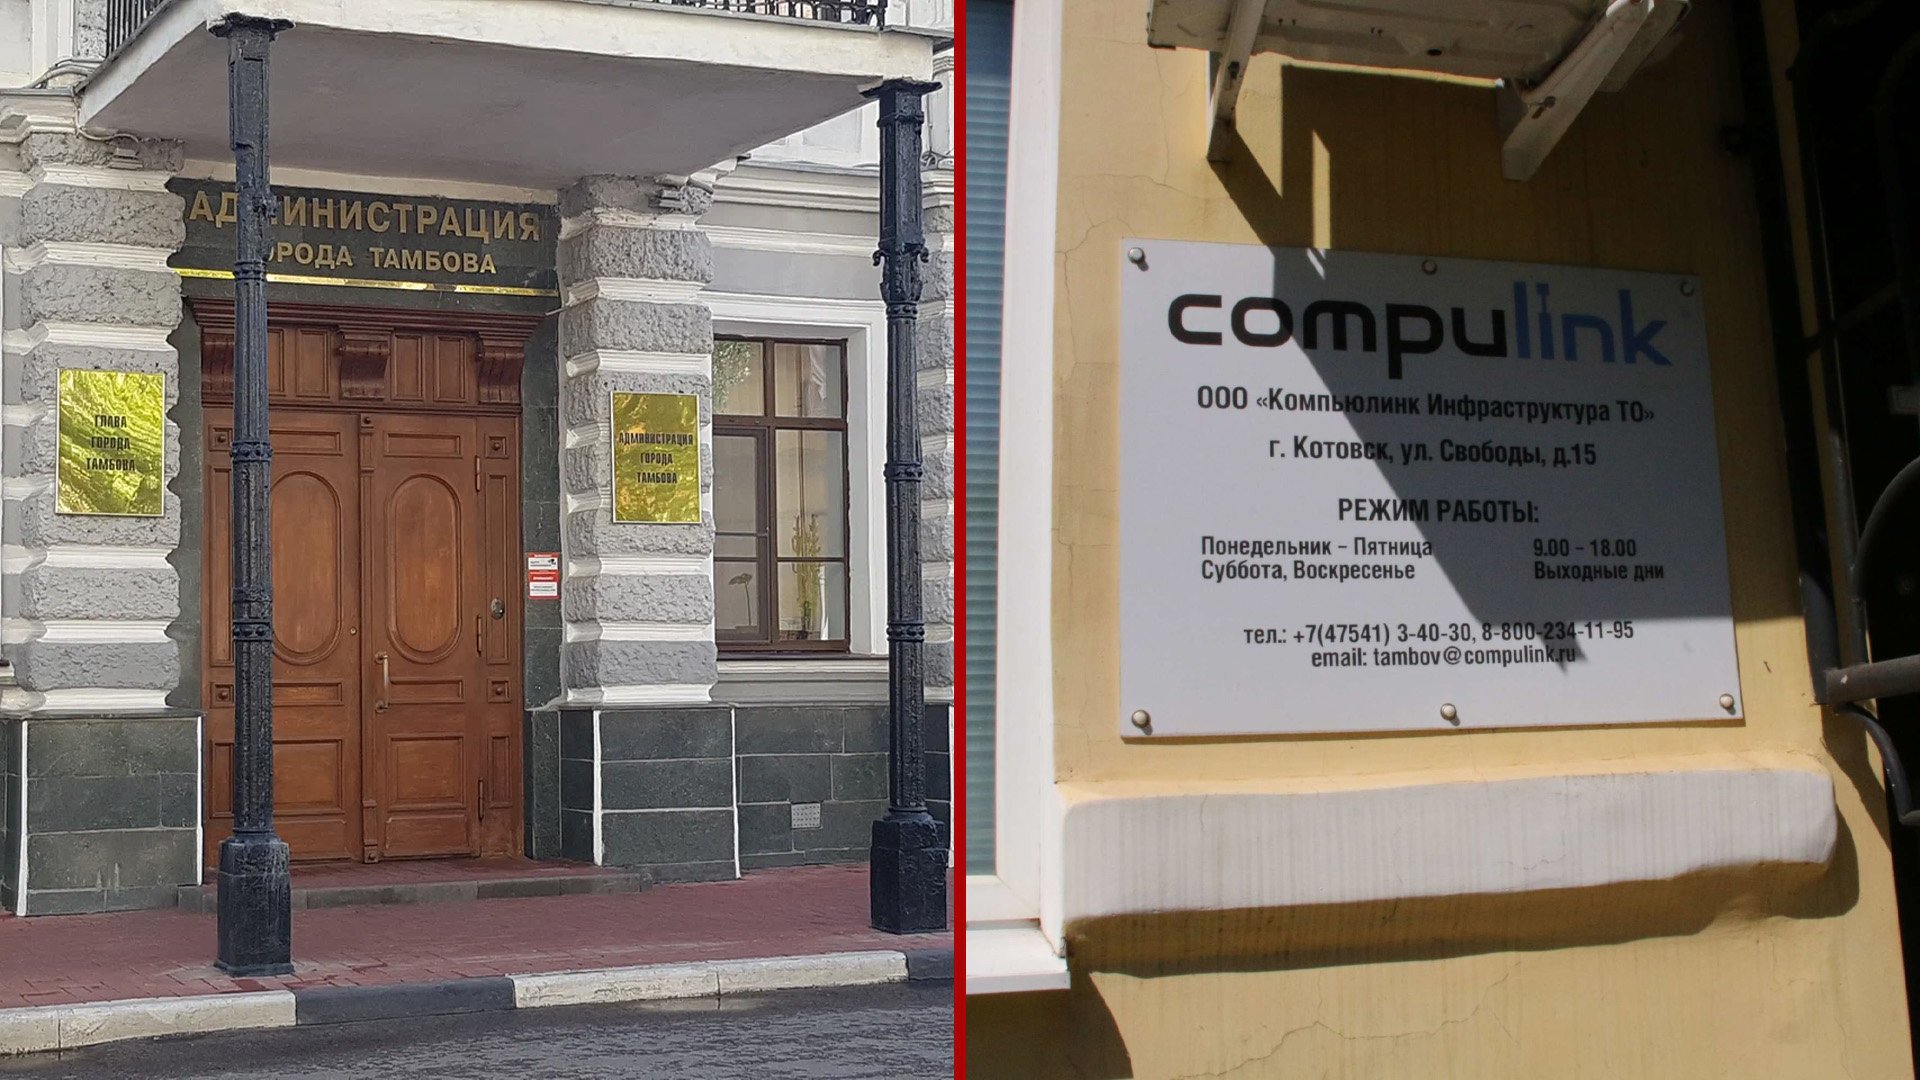 АДМИНИСТРАЦИЯ
ГОРОДА ТАМБОВА
ГЛАВА
ГОРОДА
ТАМБОВА
АДМИНИСТРАЦИЯ
ГОРОДА
ТАМБОВА
compulink
ООО «Компьюлинк Инфраструктура ТО»
г. Котовск, ул. Свободы, д.15
РЕЖИМ РАБОТЫ:
Понедельник - Пятница 9.00 - 18.00
Суббота, Воскресенье Выходные дни
тел.: +7(47541) 3-40-30, 8-800-234-11-95
email: tambov@compulink.ru